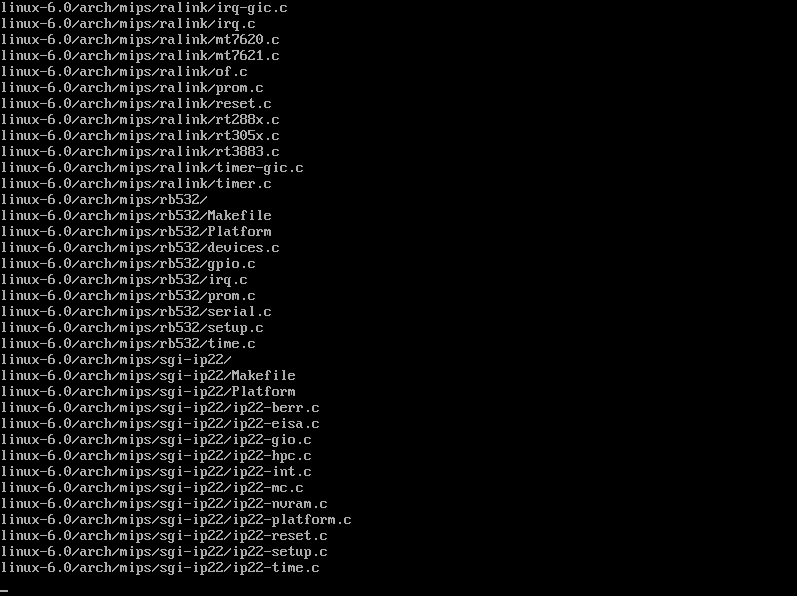 linux-6.0/arch/mips/ralink/irq-gic.c
linux-6.0/arch/mips/ralink/irq.c
linux-6.0/arch/mips/ralink/mt7620.c
linux-6.0/arch/mips/ralink/mt7621.c
linux-6.0/arch/mips/ralink/of.c
linux-6.0/arch/mips/ralink/prom.c
linux-6.0/arch/mips/ralink/reset.c
linux-6.0/arch/mips/ralink/rt288x.c
linux-6.0/arch/mips/ralink/rt305x.c
linux-6.0/arch/mips/ralink/rt3883.c
linux-6.0/arch/mips/ralink/timer-gic.c
linux-6.0/arch/mips/ralink/timer.c
linux-6.0/arch/mips/rb532/
linux-6.0/arch/mips/rb532/Makefile
linux-6.0/arch/mips/rb532/Platform
linux-6.0/arch/mips/rb532/devices.c
linux-6.0/arch/mips/rb532/gpio.c
linux-6.0/arch/mips/rb532/irq.c
linux-6.0/arch/mips/rb532/prom.c
linux-6.0/arch/mips/rb532/serial.c
linux-6.0/arch/mips/rb532/setup.c
linux-6.0/arch/mips/rb532/time.c
linux-6.0/arch/mips/sgi-ip22/
linux-6.0/arch/mips/sgi-ip22/Makefile
linux-6.0/arch/mips/sgi-ip22/Platform
linux-6.0/arch/mips/sgi-ip22/ip22-berr.c
linux-6.0/arch/mips/sgi-ip22/ip22-eisa.c
linux-6.0/arch/mips/sgi-ip22/ip22-gio.c
linux-6.0/arch/mips/sgi-ip22/ip22-hpc.c
linux-6.0/arch/mips/sgi-ip22/ip22-int.c
linux-6.0/arch/mips/sgi-ip22/ip22-mc.c
linux-6.0/arch/mips/sgi-ip22/ip22-nvram.c
linux-6.0/arch/mips/sgi-ip22/ip22-platform.c
linux-6.0/arch/mips/sgi-ip22/ip22-reset.c
linux-6.0/arch/mips/sgi-ip22/ip22-setup.c
linux-6.0/arch/mips/sgi-ip22/ip22-time.c